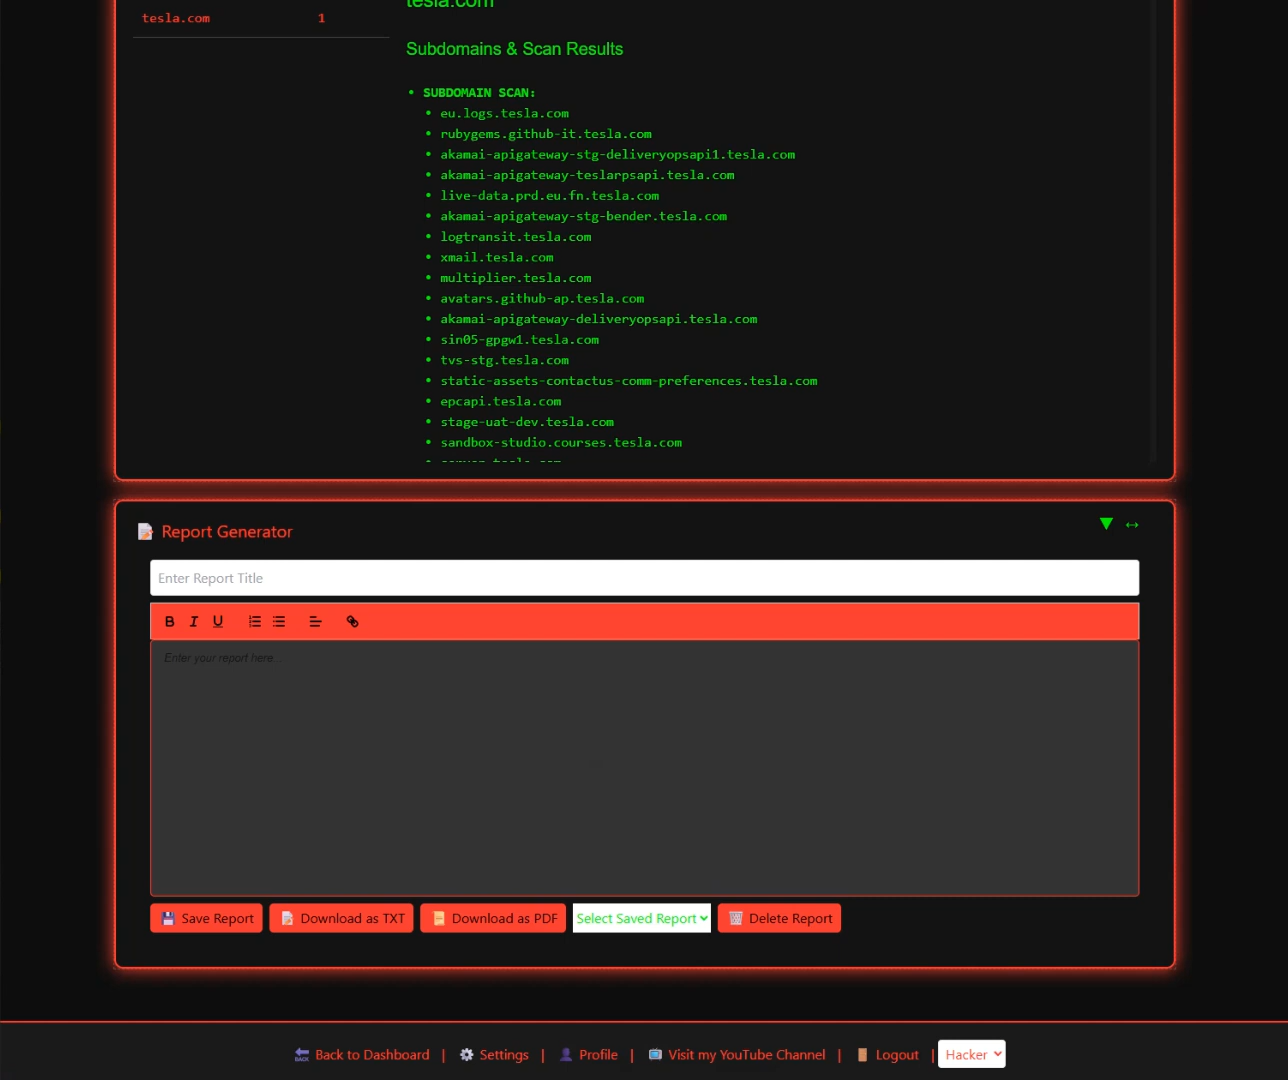 tesla.com
tesla.com 1
Subdomains & Scan Results
• SUBDOMAIN SCAN:
• eu.logs.tesla.com
• rubygems.github-it.tesla.com
• akamai-apigateway-stg-deliveryopsapi1.tesla.com
• akamai-apigateway-teslarpsapi.tesla.com
• live-data.prd.eu.fn.tesla.com
• akamai-apigateway-stg-bender.tesla.com
• logtransit.tesla.com
• xmail.tesla.com
• multiplier.tesla.com
• avatars.github-ap.tesla.com
• akamai-apigateway-deliveryopsapi.tesla.com
• sin05-gpgw1.tesla.com
• tvs-stg.tesla.com
• static-assets-contactus-comm-preferences.tesla.com
• epcapi.tesla.com
• stage-uat-dev.tesla.com
• sandbox-studio.courses.tesla.com
Report Generator
Enter Report Title
B I U
Enter your report here...
Save Report Download as TXT Download as PDF Select Saved Report Delete Report
BACK Back to Dashboard | Settings | Profile | Visit my YouTube Channel | Logout | Hacker